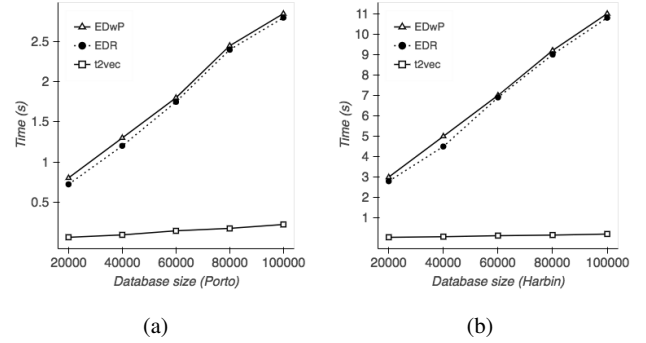 EDwP
EDR
t2vec
2.5
2
1.5
1
0.5
Time (s)
20000 40000 60000 80000 100000
Database size (Porto)
(a)
EDwP
EDR
t2vec
11
10
9
8
7
6
5
4
3
2
1
Time (s)
20000 40000 60000 80000 100000
Database size (Harbin)
(b)